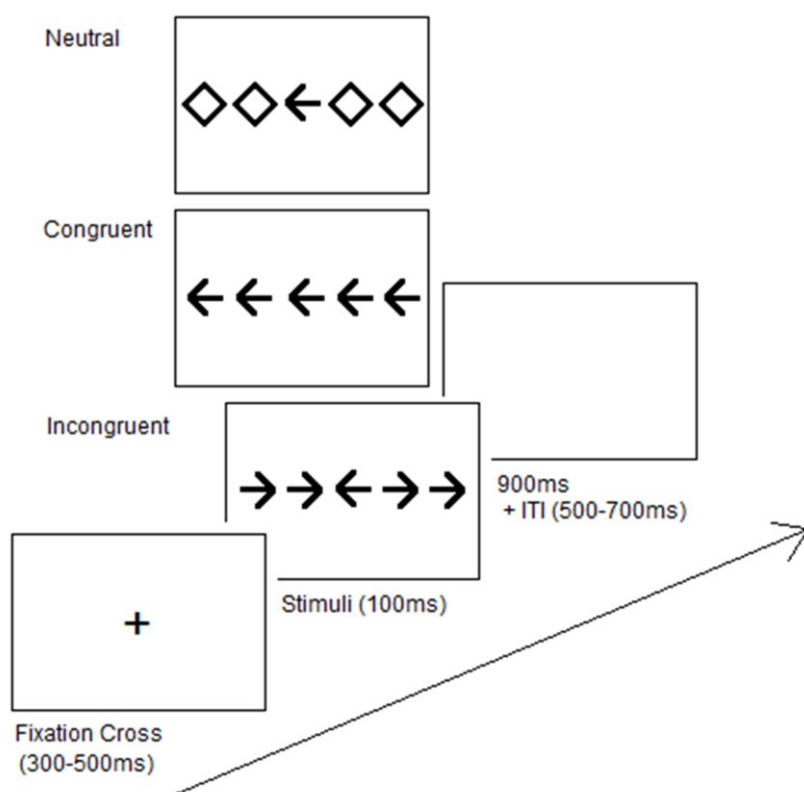 Neutral
Congruent
Incongruent
900ms
+ ITI (500-700ms)
Stimuli (100ms)
+
Fixation Cross
(300-500ms)